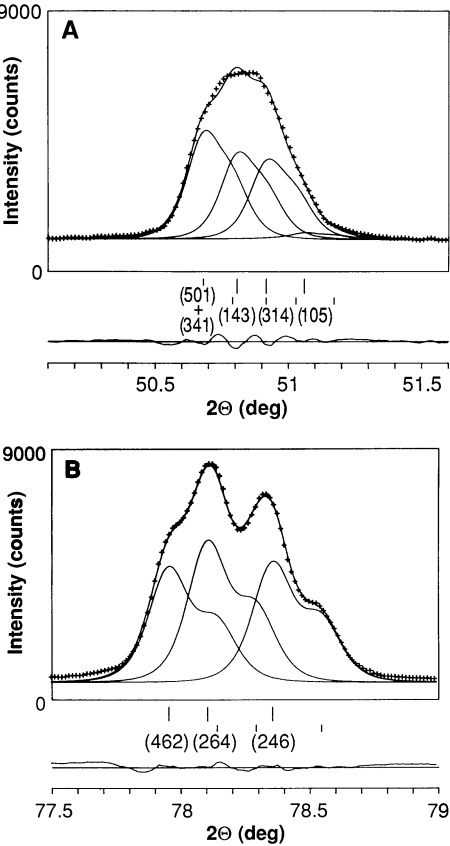 9000
A
Intensity (counts)
0
(501)
+
(341)
(143) (314) (105)
50.5 51 51.5
2Θ (deg)
9000
B
Intensity (counts)
0
(462) (264) (246)
77.5 78 78.5 79
2Θ (deg)